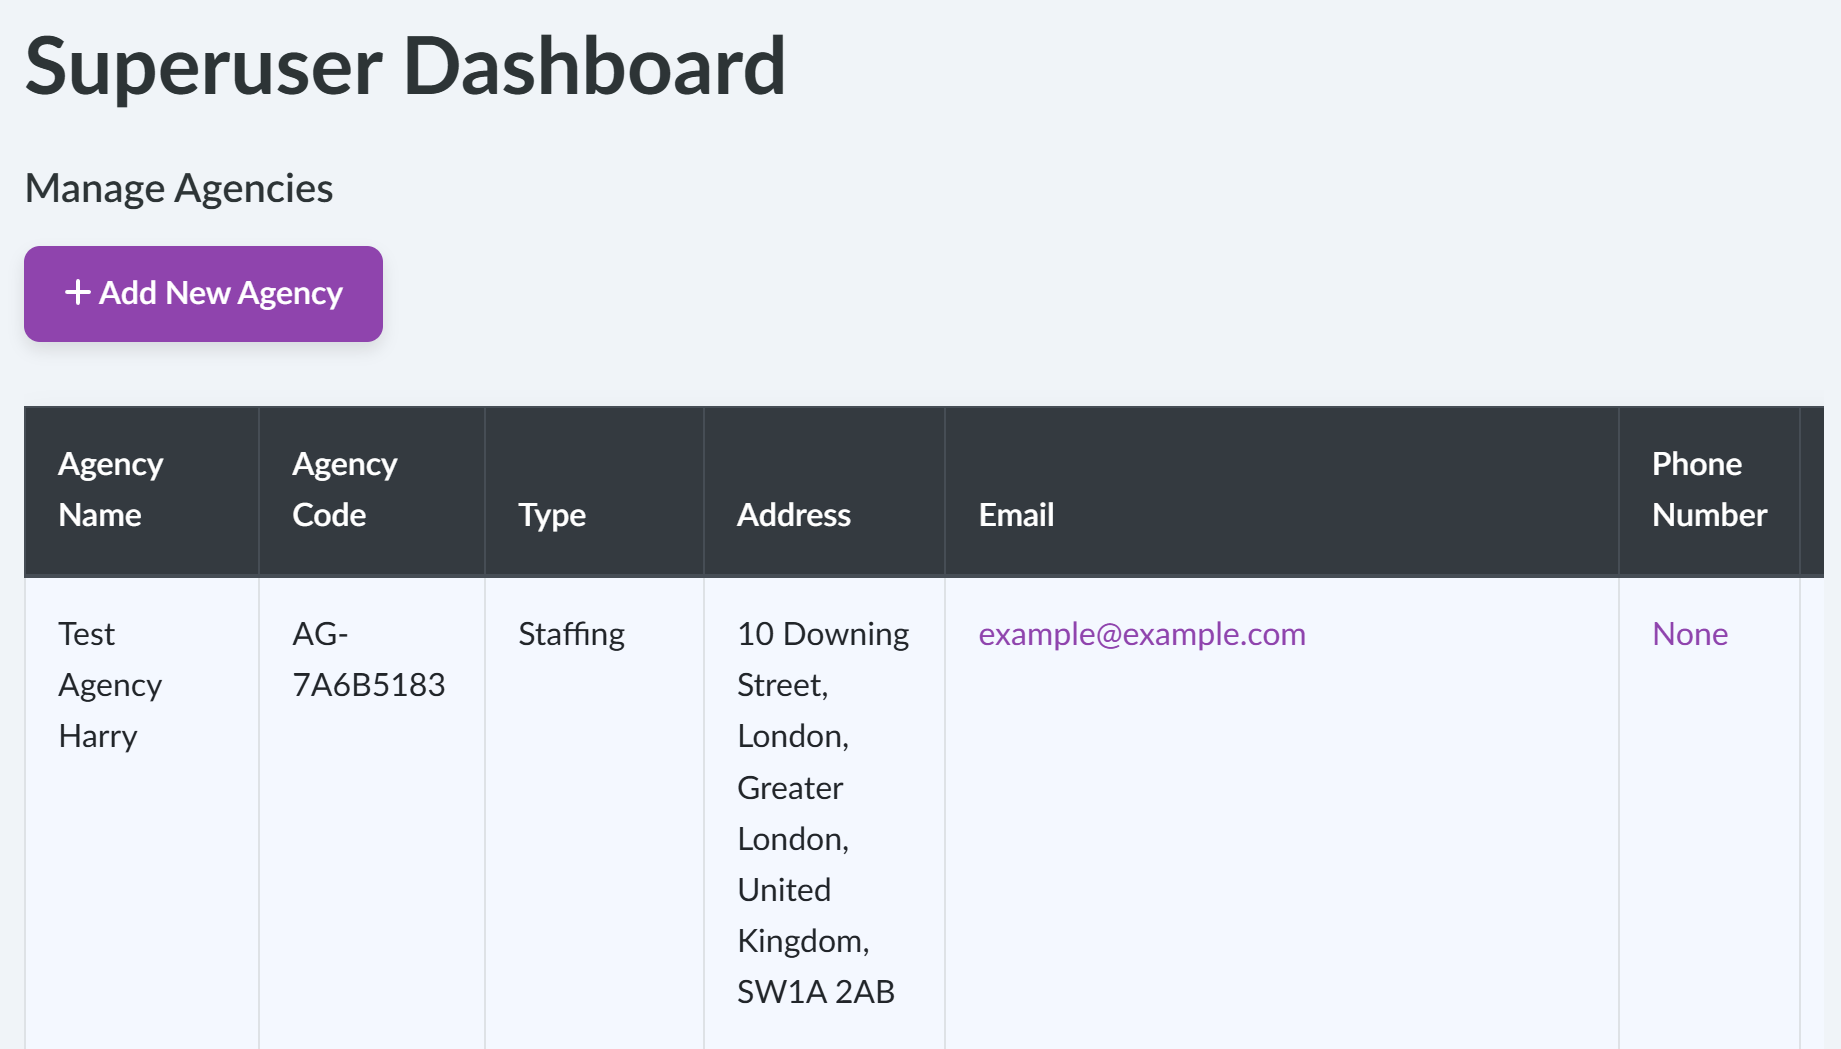 Superuser Dashboard
Manage Agencies
+ Add New Agency
Agency
Name
Agency
Code
Type
Address
Email
Phone
Number
Test
Agency
Harry
AG-
7A6B5183
Staffing
10 Downing
Street,
London,
Greater
London,
United
Kingdom,
SW1A 2AB
example@example.com
None